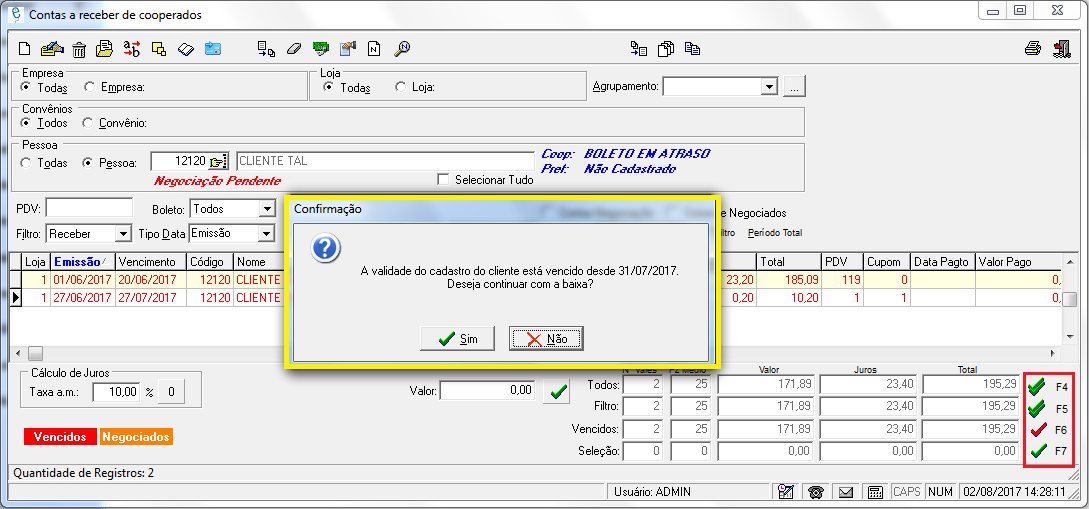 Contas a receber de cooperados
Empresa
Todas Empresa:
Loja
Todas Loja:
Agrupamento: ...
Convênios
Todos Convênio:
Pessoa
Todas Pessoa: 12120 CLIENTE TAL
Coop: BOLETO EM ATRASO
Pref: Não Cadastrado
Negociação Pendente
Selecionar Tudo
PDV: Boleto: Todos
e Negociados
Filtro: Receber Tipo Data Emissão
Período Total
Confirmação
A validade do cadastro do cliente está vencido desde 31/07/2017.
Deseja continuar com a baixa?
Sim Não
Loja Emissão Vencimento Código Nome Total PDV Cupom Data Pagto Valor Pago
1 01/06/2017 20/06/2017 12120 CLIENTE 23,20 185,09 119 0 0,
1 27/06/2017 27/07/2017 12120 CLIENTE 0,20 10,20 1 1 0,
Cálculo de Juros
Taxa a.m.: 10,00 % 0
Valor: 0,00
Valor Juros Total
Todos: 2 25 171,89 23,40 195,29 F4
Filtro: 2 25 171,89 23,40 195,29 F5
Vencidos: 2 25 171,89 23,40 195,29 F6
Seleção: 0 0 0,00 0,00 0,00 F7
Vencidos Negociados
Quantidade de Registros: 2
Usuário: ADMIN CAPS NUM 02/08/2017 14:28:11